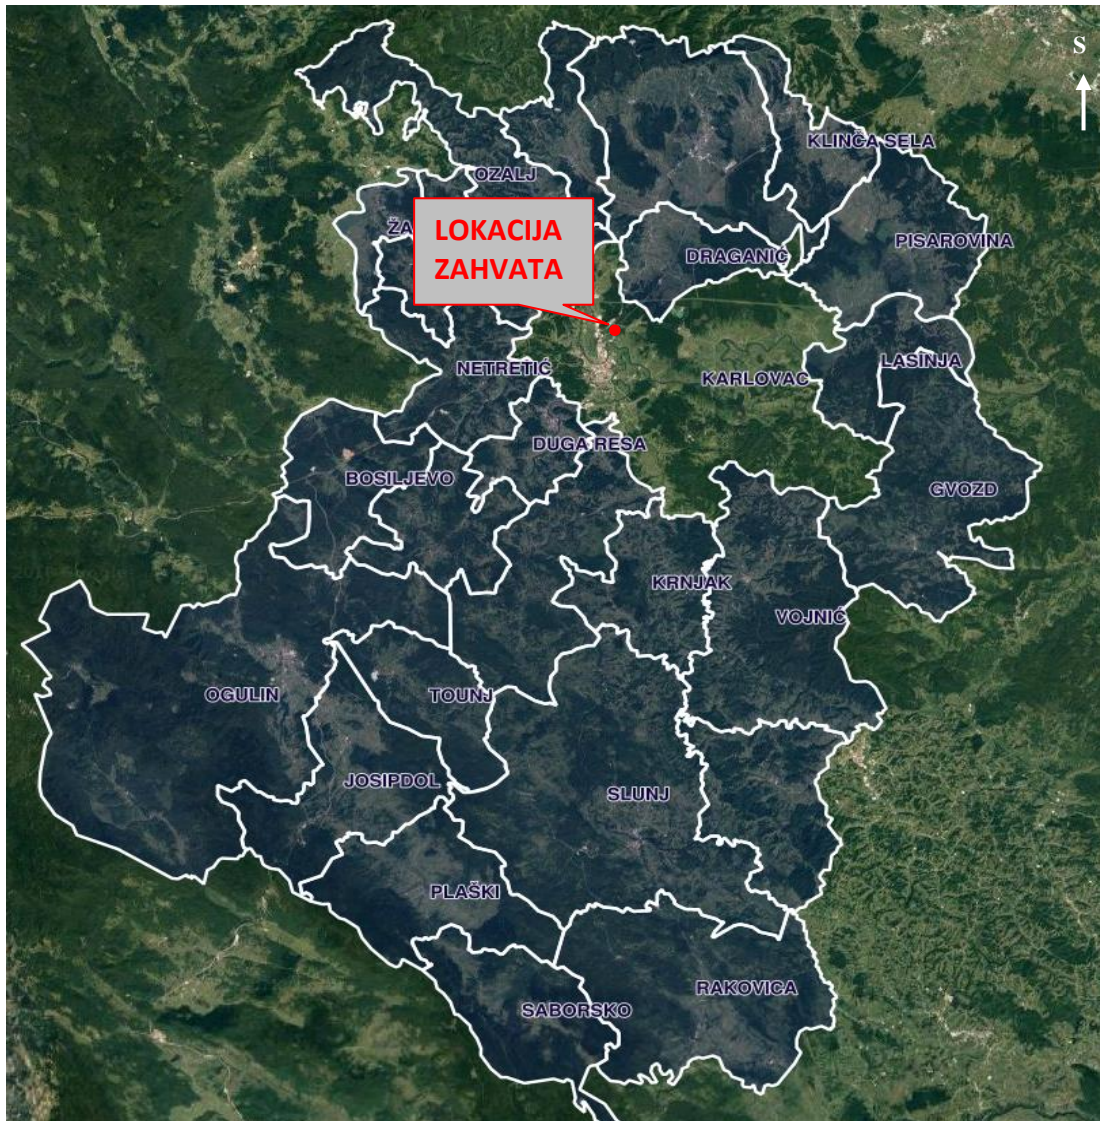 S
KLINČA SELA
OZALJ
ŽA
LOKACIJA
ZAHVATA
PISAROVINA
DRAGANIĆ
LASINJA
NETRETIĆ
KARLOVAC
DUGA RESA
BOSILJEVO
GVOZD
KRNJAK
VOJNIĆ
OGULIN
TOUNJ
JOSIPDOL
SLUNJ
PLAŠKI
RAKOVICA
SABORSKO